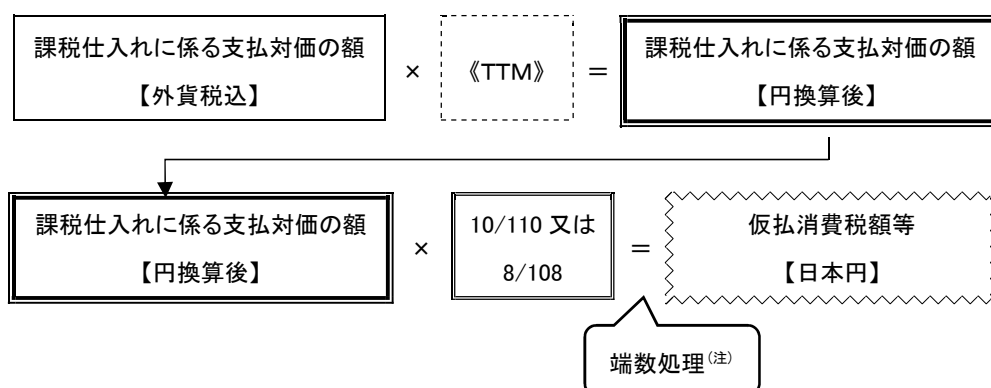 課税仕入れに係る支払対価の額
【外貨税込】
×
《TTM》
=
課税仕入れに係る支払対価の額
【円換算後】
課税仕入れに係る支払対価の額
【円換算後】
×
10/110 又は
8/108
=
仮払消費税額等
【日本円】
端数処理(注)